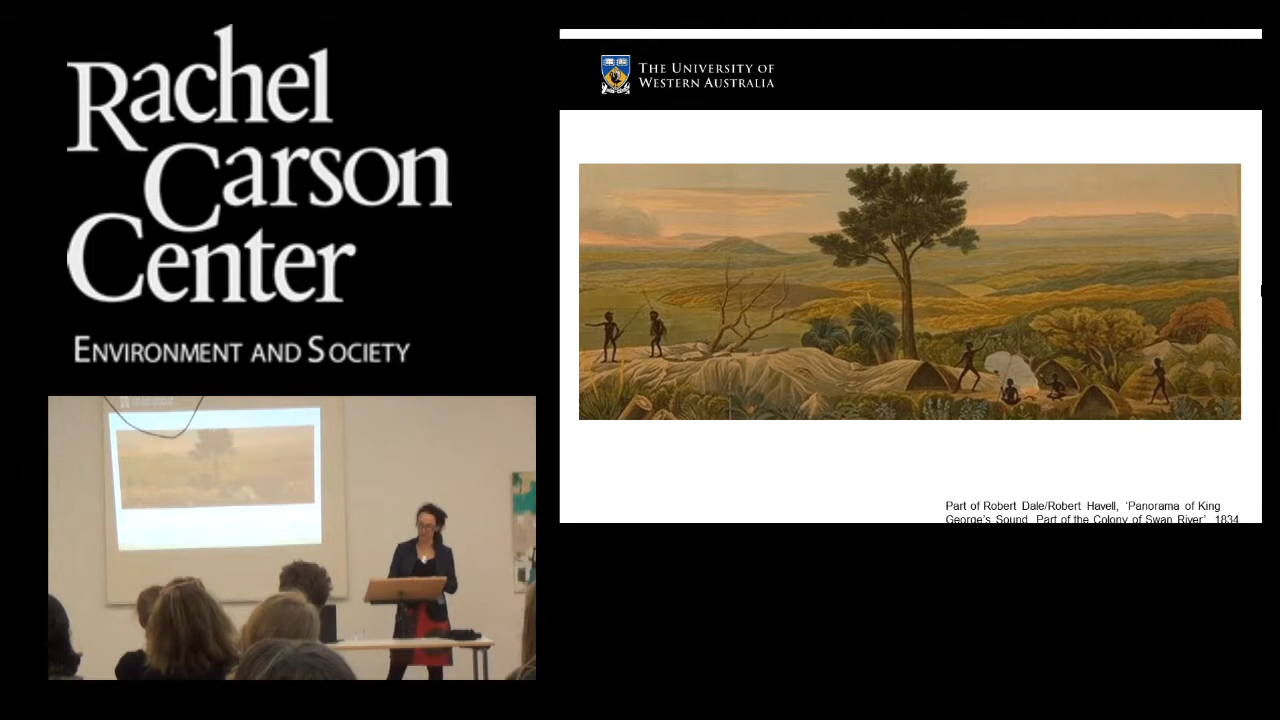 Rachel
Carson
Center
ENVIRONMENT AND SOCIETY
THE UNIVERSITY OF
WESTERN AUSTRALIA
Part of Robert Dale/Robert Havell, 'Panorama of King
George's Sound, Part of the Colony of Swan River', 1834